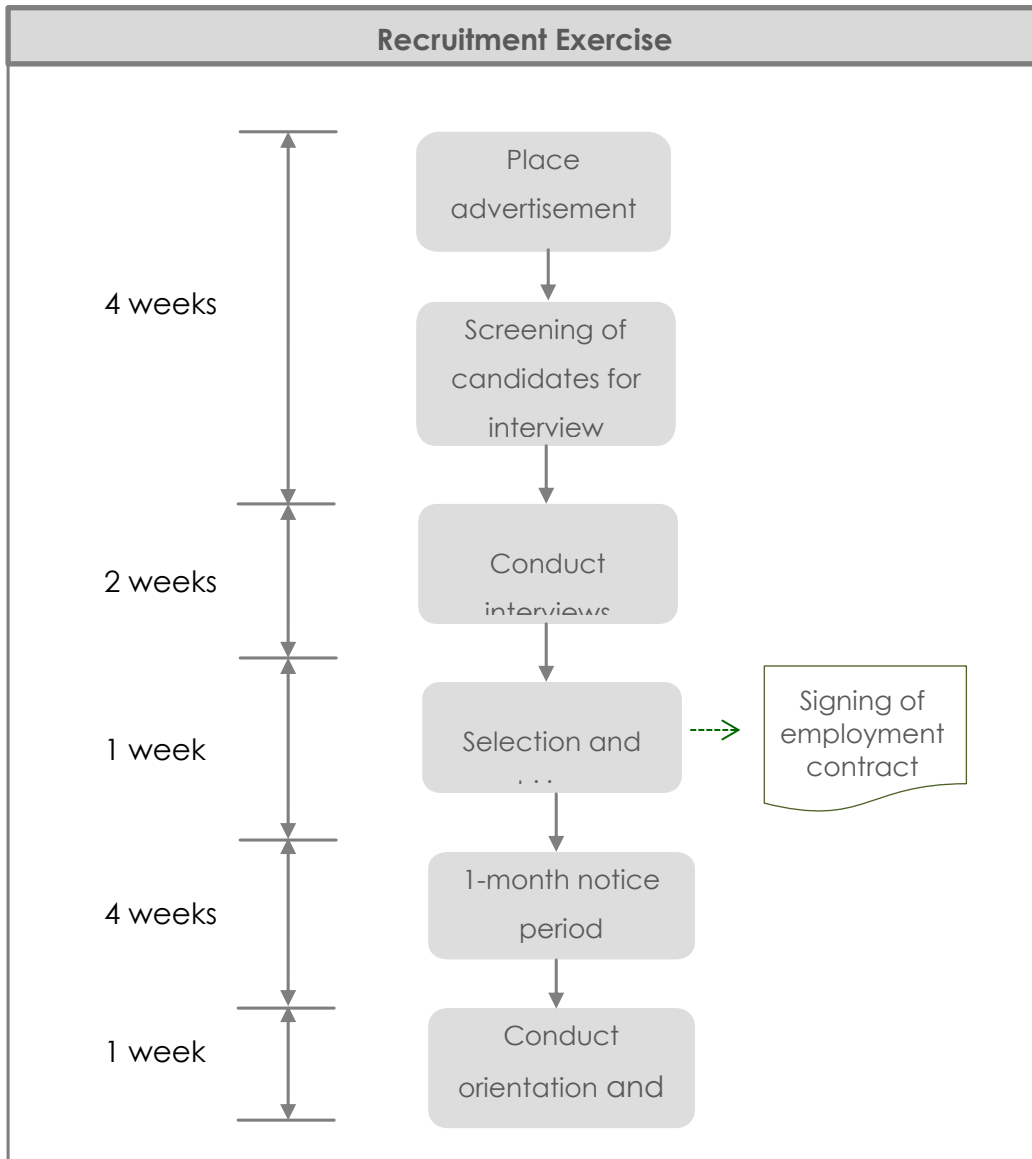 Recruitment Exercise
Place
advertisement
4 weeks
Screening of
candidates for
interview
2 weeks
Conduct
interviews
1 week
Selection and
Signing of
employment
contract
4 weeks
1-month notice
period
1 week
Conduct
orientation and